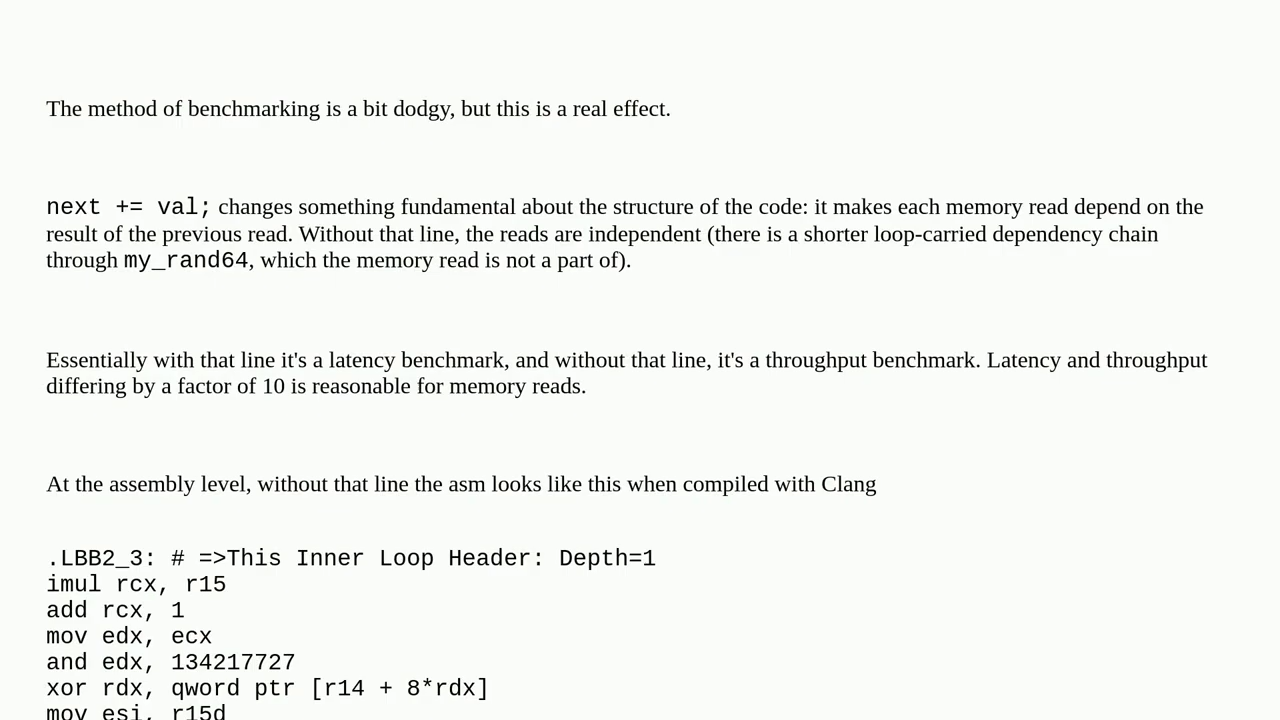 The method of benchmarking is a bit dodgy, but this is a real effect.
next += val; changes something fundamental about the structure of the code: it makes each memory read depend on the
result of the previous read. Without that line, the reads are independent (there is a shorter loop-carried dependency chain
through my_rand64, which the memory read is not a part of).
Essentially with that line it's a latency benchmark, and without that line, it's a throughput benchmark. Latency and throughput
differing by a factor of 10 is reasonable for memory reads.
At the assembly level, without that line the asm looks like this when compiled with Clang
.LBB2_3: # =>This Inner Loop Header: Depth=1
imul rcx, r15
add rcx, 1
mov edx, ecx
and edx, 134217727
xor rdx, qword ptr [r14 + 8*rdx]
mov esi, r15d